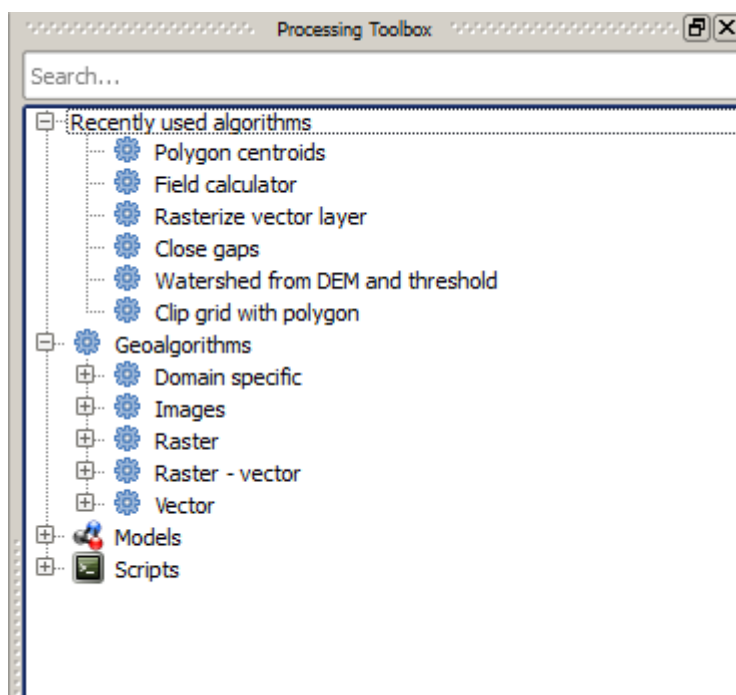 Processing Toolbox
Search...
Recently used algorithms
Polygon centroids
Field calculator
Rasterize vector layer
Close gaps
Watershed from DEM and threshold
Clip grid with polygon
Geoalgorithms
Domain specific
Images
Raster
Raster - vector
Vector
Models
Scripts